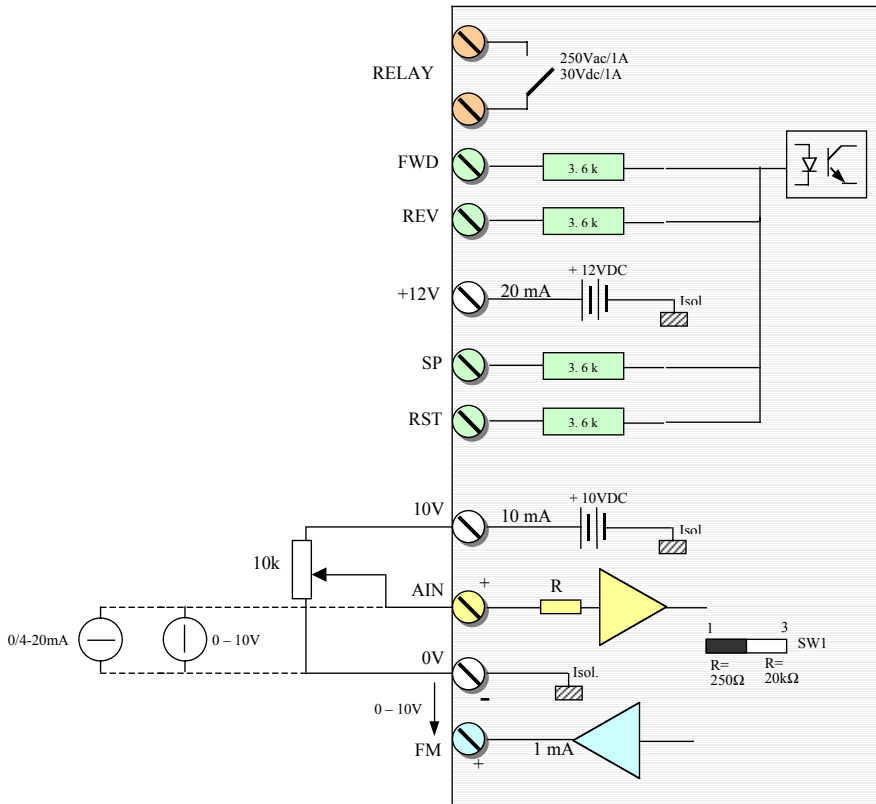 250Vac/1A
30Vdc/1A
RELAY
FWD
3. 6 k
REV
3. 6 k
+ 12VDC
+12V
20 mA
Isol
SP
3. 6 k
RST
3. 6 k
10V
+ 10VDC
10 mA
Isol
10k
AIN
+
R
1 3
SW1
R=
250Ω
R=
20kΩ
0/4-20mA
0 – 10V
0V
Isol.
-
0 – 10V
FM
+
1 mA